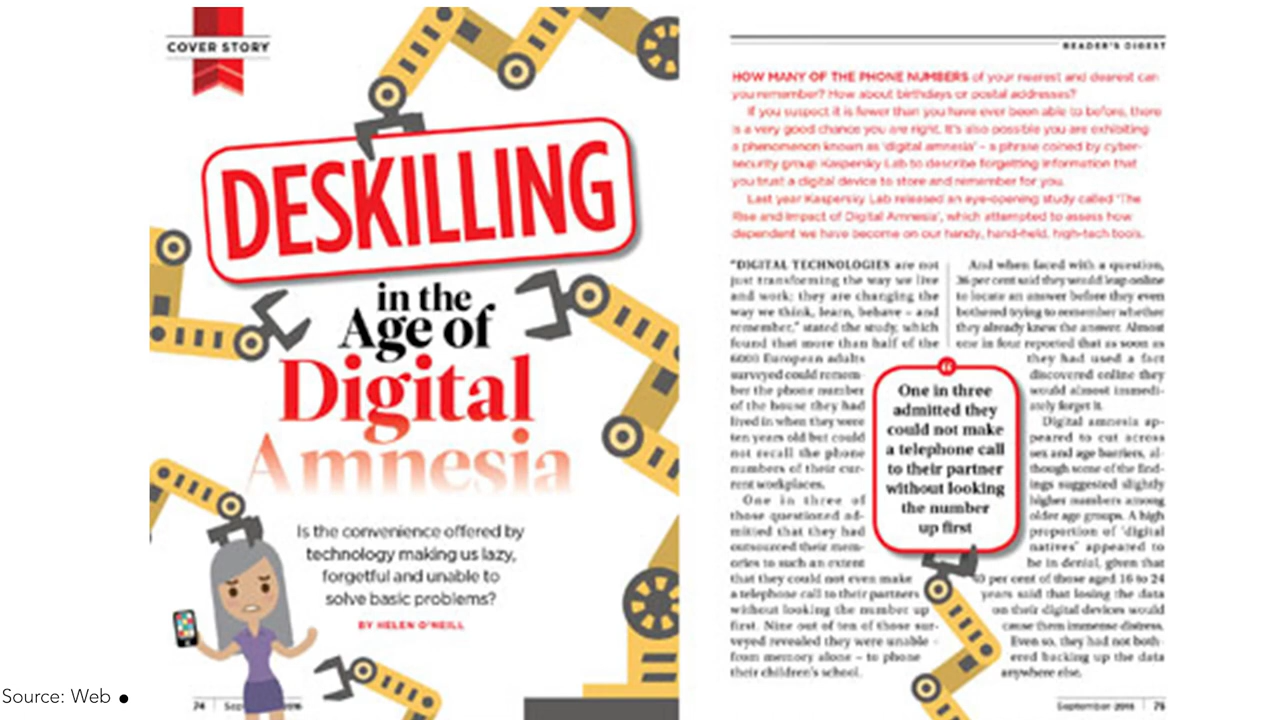 COVER STORY
DESKILLING
in the
Age of
Digital
Amnesia
Is the convenience offered by
technology making us lazy,
forgetful and unable to
solve basic problems?
BY HELEN O'NEILL
74
READER'S DIGEST
HOW MANY OF THE PHONE NUMBERS of your nearest and dearest can
you remember? How about birthdays or postal addresses?
If you suspect it is fewer than you have ever been able to before, there
is a very good chance you are right. It's also possible you are exhibiting
a phenomenon known as 'digital amnesia' – a phrase coined by cyber-
security group Kaspersky Lab to describe forgetting information that
you trust a digital device to store and remember for you.
Last year Kaspersky Lab released an eye-opening study called 'The
Rise and Impact of Digital Amnesia', which attempted to assess how
dependent we have become on our handy, hand-held, high-tech tools.
"DIGITAL TECHNOLOGIES are not
just transforming the way we live
and work; they are changing the
way we think, learn, behave – and
remember," stated the study, which
found that more than half of the
6000 European adults
surveyed could remem-
ber the phone number
of the house they had
lived in when they were
ten years old but could
not recall the phone
numbers of their cur-
rent workplaces.
One in three of
those questioned ad-
mitted that they had
outsourced their mem-
ories to such an extent
that they could not even make
a telephone call to their partners
without looking the number up
first. Nine out of ten of those sur-
veyed revealed they were unable –
from memory alone – to phone
their children's school.
“
One in three
admitted they
could not make
a telephone call
to their partner
without looking
the number
up first
And when faced with a question,
36 per cent said they would leap online
to locate an answer before they even
bothered trying to remember whether
they already knew the answer. Almost
one in four reported that as soon as
they had used a fact
discovered online they
would almost immedi-
ately forget it.
Digital amnesia ap-
peared to cut across
sex and age barriers, al-
though some of the find-
ings suggested slightly
higher numbers among
older age groups. A high
proportion of 'digital
natives' appeared to
be in denial, given that
40 per cent of those aged 16 to 24
years said that losing the data
on their digital devices would
cause them immense distress.
Even so, they had not both-
ered backing up the data
anywhere else.
September 2016 | 75
Source: Web •